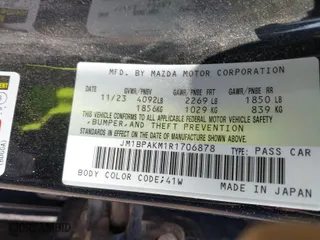 MFD. BY MAZDA MOTOR CORPORATION
DATE GVWR/PNBV GAWR/PNBE FRT GAWR/PNBE RR
11/23 4092LB 2269 LB 1850 LB
1856KG 1029 KG 839 KG
THIS VEHICLE CONFORMS TO ALL APPLICABLE FEDERAL MOTOR VEHICLE SAFETY
, BUMPER, AND THEFT PREVENTION
STANDARDS IN EFFECT ON THE DATE OF MANUFACTURE SHOWN ABOVE.
JM1BPAKM1R1706878 TYPE: PASS CAR
BODY COLOR CODE:41W
MADE IN JAPAN